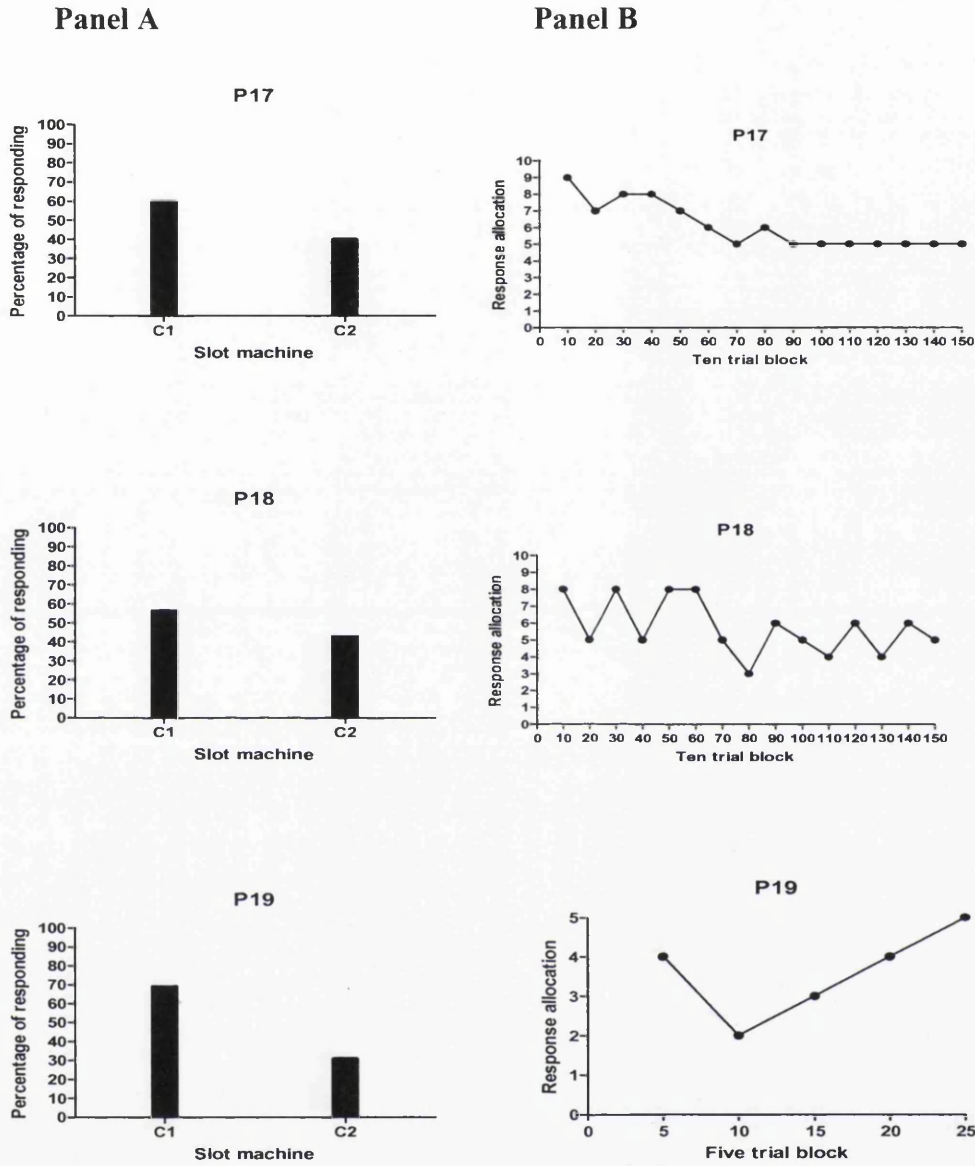 Panel A
Panel B
P17
Percentage of responding
100
90
80
70
60
50
40
30
20
10
0
C1 C2
Slot machine
P17
Response allocation
10
9
8
7
6
5
4
3
2
1
0
0 10 20 30 40 50 60 70 80 90 100 110 120 130 140 150
Ten trial block
P18
Percentage of responding
100
90
80
70
60
50
40
30
20
10
0
C1 C2
Slot machine
P18
Response allocation
10
9
8
7
6
5
4
3
2
1
0
0 10 20 30 40 50 60 70 80 90 100 110 120 130 140 150
Ten trial block
P19
Percentage of responding
100
90
80
70
60
50
40
30
20
10
0
C1 C2
Slot machine
P19
Response allocation
5
4
3
2
1
0
0 5 10 15 20 25
Five trial block